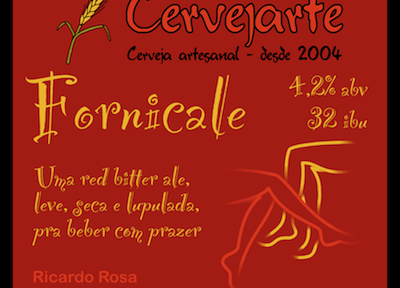 Cervejarte
Cerveja artesanal - desde 2004
Fornicale
4,2% abv
32 ibu
Uma red bitter ale,
leve, seca e lupulada,
pra beber com prazer
Ricardo Rosa